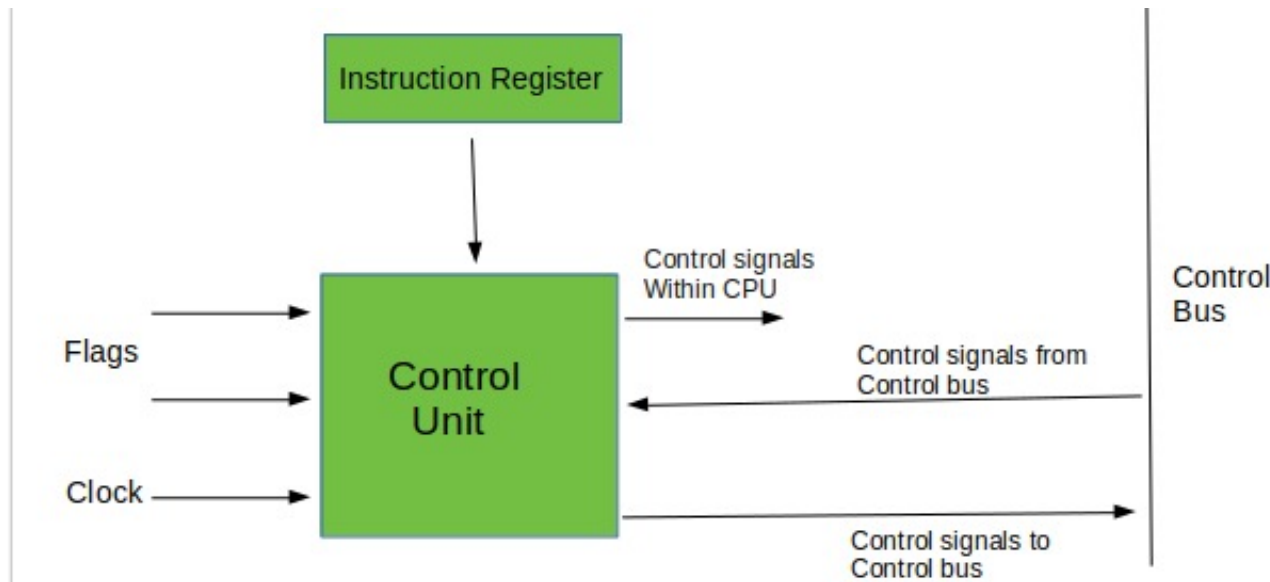 Instruction Register
Control signals
Within CPU
Control
Bus
Flags
Control signals from
Control bus
Control
Unit
Clock
Control signals to
Control bus